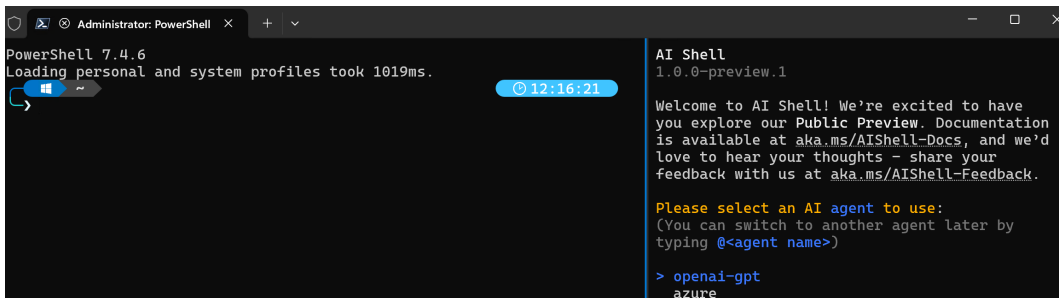 Administrator: PowerShell
PowerShell 7.4.6
Loading personal and system profiles took 1019ms.
~
12:16:21
❯
AI Shell
1.0.0-preview.1
Welcome to AI Shell! We're excited to have
you explore our Public Preview. Documentation
is available at aka.ms/AIShell-Docs, and we'd
love to hear your thoughts - share your
feedback with us at aka.ms/AIShell-Feedback.
Please select an AI agent to use:
(You can switch to another agent later by
typing @<agent name>)
> openai-gpt
azure